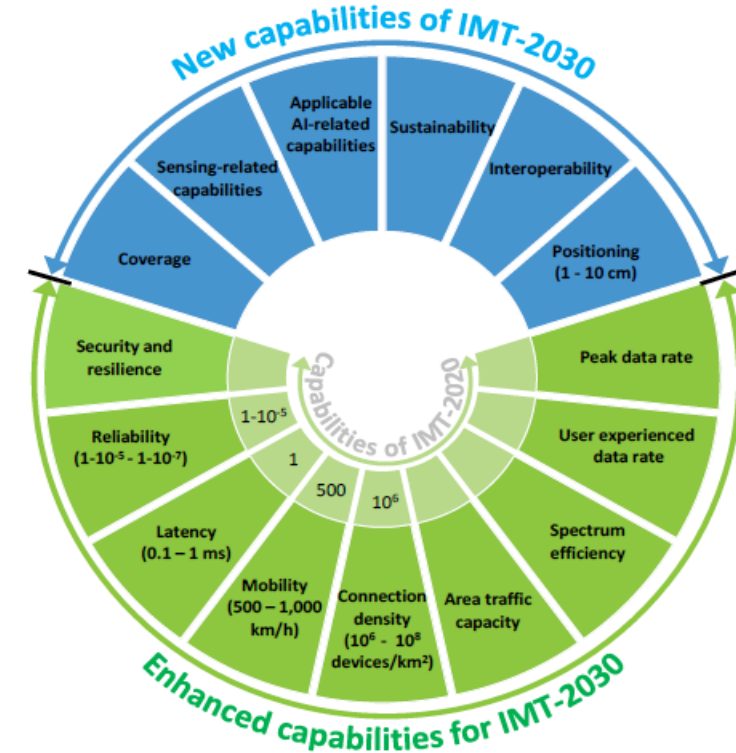 New capabilities of IMT-2030
Applicable
AI-related
capabilities
Sustainability
Sensing-related
capabilities
Interoperability
Coverage
Positioning
(1 - 10 cm)
Security and
resilience
Peak data rate
Capabilities of IMT-2020
Reliability
(1-10⁻⁵ - 1-10⁻⁷)
1-10⁻⁵
User experienced
data rate
Latency
(0.1 – 1 ms)
1
Spectrum
efficiency
Mobility
(500 – 1,000
km/h)
500
Connection
density
(10⁶ - 10⁸
devices/km²)
10⁶
Area traffic
capacity
Enhanced capabilities for IMT-2030